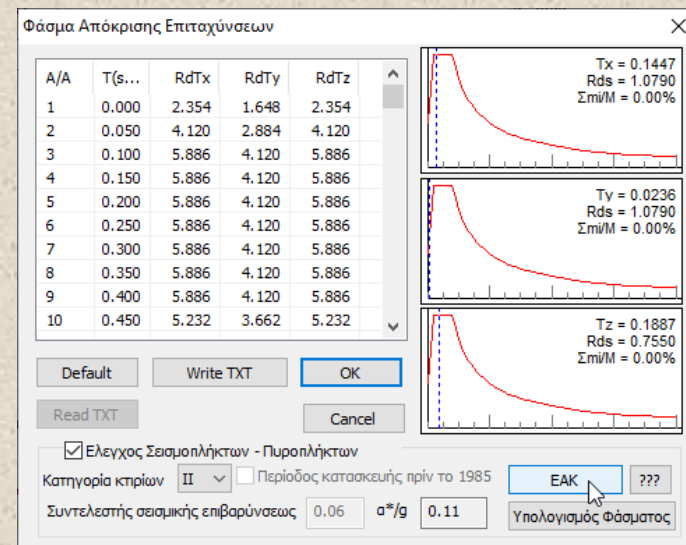 Φάσμα Απόκρισης Επιταχύνσεων
A/A T(s... RdTx RdTy RdTz
1 0.000 2.354 1.648 2.354
2 0.050 4.120 2.884 4.120
3 0.100 5.886 4.120 5.886
4 0.150 5.886 4.120 5.886
5 0.200 5.886 4.120 5.886
6 0.250 5.886 4.120 5.886
7 0.300 5.886 4.120 5.886
8 0.350 5.886 4.120 5.886
9 0.400 5.886 4.120 5.886
10 0.450 5.232 3.662 5.232
Tx = 0.1447
Rds = 1.0790
Σmi/M = 0.00%
Ty = 0.0236
Rds = 1.0790
Σmi/M = 0.00%
Tz = 0.1887
Rds = 0.7550
Σmi/M = 0.00%
Default Write TXT OK
Read TXT Cancel
Ελεγχος Σεισμοπλήκτων - Πυροπλήκτων
Κατηγορία κτιρίων II Περίοδος κατασκευής πρίν το 1985 ΕΑΚ ???
Συντελεστής σεισμικής επιβαρύνσεως 0.06 α*/g 0.11 Υπολογισμός Φάσματος